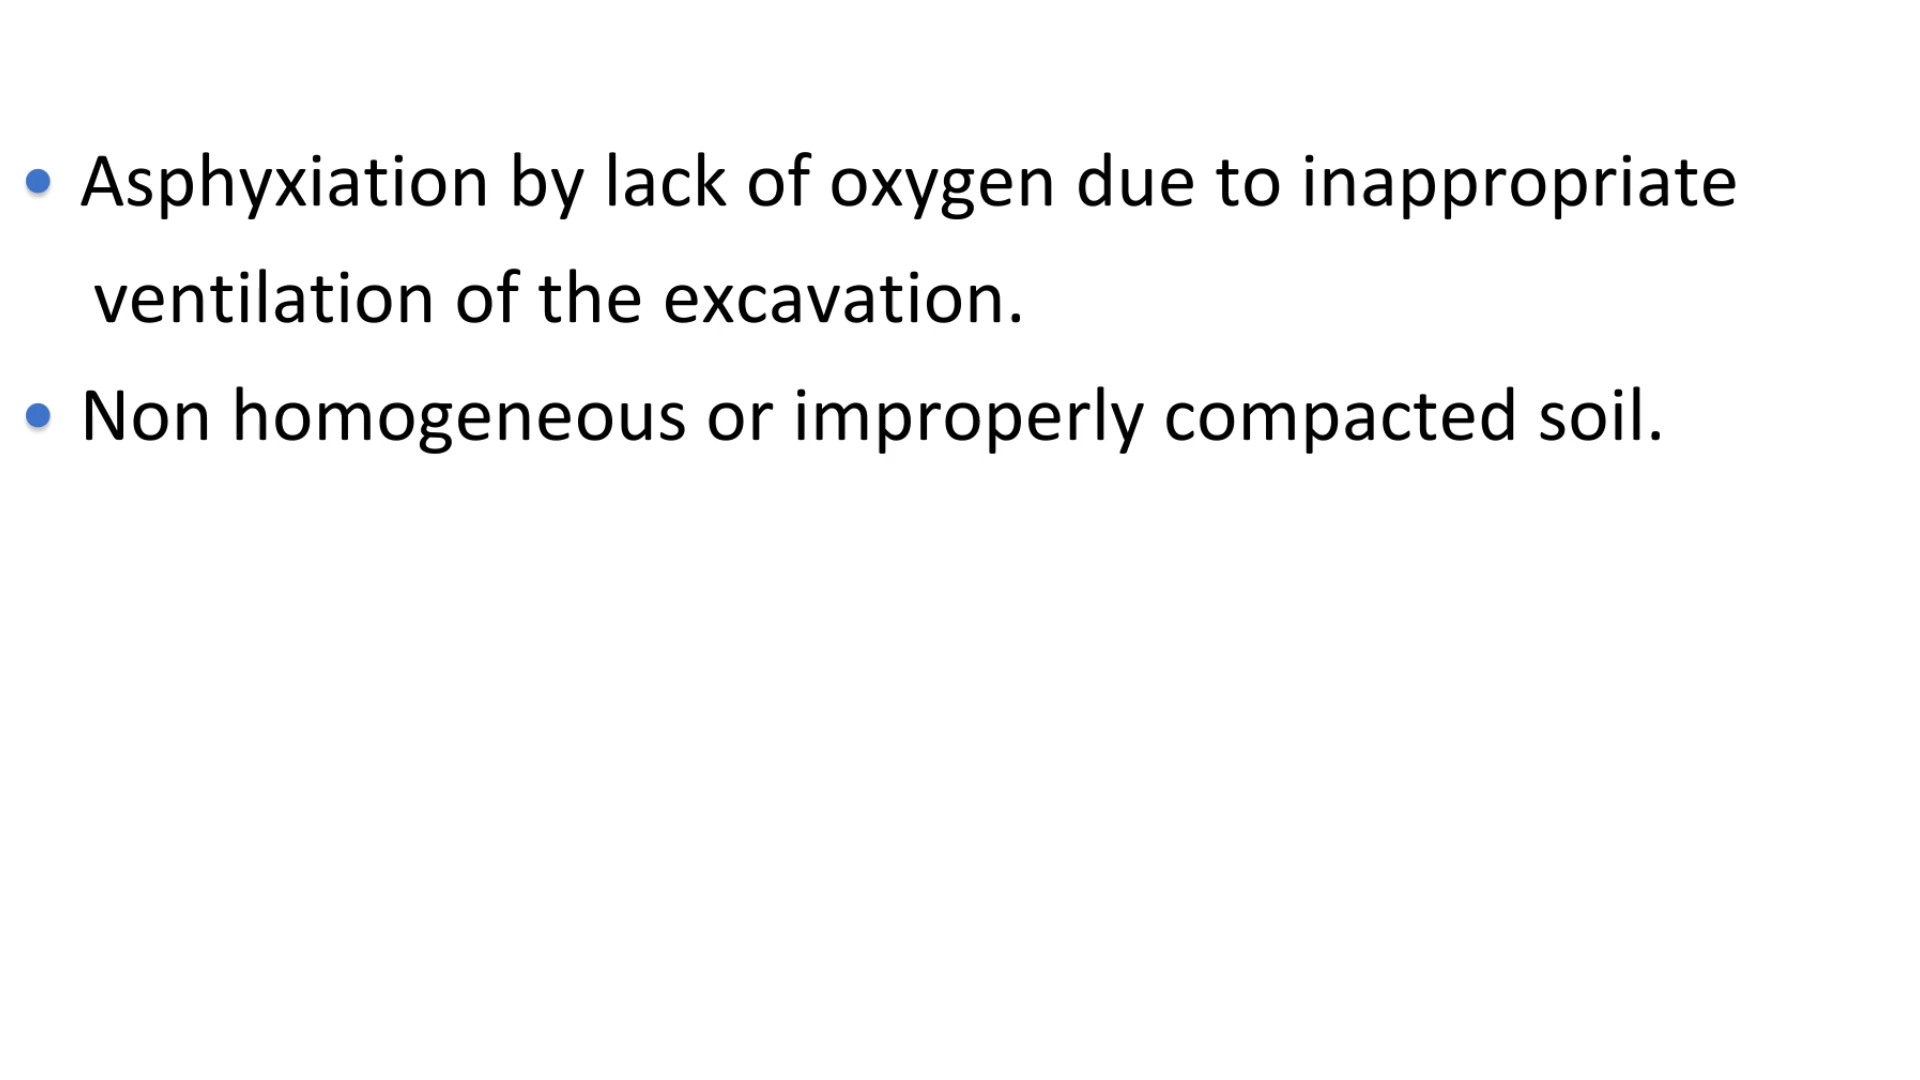 • Asphyxiation by lack of oxygen due to inappropriate
ventilation of the excavation.
• Non homogeneous or improperly compacted soil.